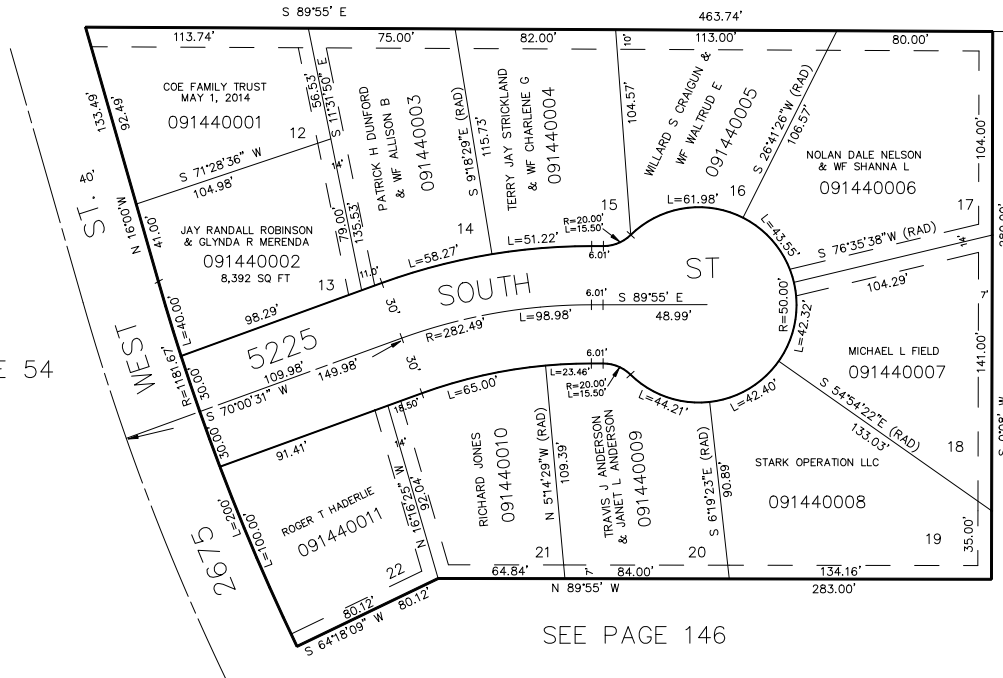 S 89°55' E
463.74'
113.74'
75.00'
82.00'
113.00'
80.00'
10'
COE FAMILY TRUST
MAY 1, 2014
091440001
12
56.53'
S 11°31'50" E
14'
133.49'
92.49'
S 71°28'36" W
104.98'
40'
ST.
N 16°00'W
41.00'
JAY RANDALL ROBINSON
& GLYNDA R MERENDA
091440002
8,392 SQ FT
13
79.00'
135.53'
11.0'
98.29'
PATRICK H DUNFORD
& WF ALLISON B
091440003
14
L=58.27'
S 9°18'29"E (RAD)
115.73'
TERRY JAY STRICKLAND
& WF CHARLENE G
091440004
15
L=51.22'
104.57'
R=20.00'
L=15.50'
6.01'
WILLARD S CRAIGUN &
WF WALTRUD E
091440005
16
L=61.98'
S 26°41'26"W (RAD)
106.57'
NOLAN DALE NELSON
& WF SHANNA L
091440006
17
104.00'
L=43.55'
S 76°35'38"W (RAD)
14'
104.29'
7'
280.00'
ST
SOUTH
5225
30.0'
30.0'
6.01'
S 89°55' E
48.99'
L=98.98'
R=282.49'
149.98'
109.98'
S 70°00'31" W
R=50.00'
L=42.32'
MICHAEL L FIELD
091440007
18
141.00'
S 0°08' W
S 54°54'22"E (RAD)
133.03'
L=40.00'
R=1181.67'
30.00'
30.00'
WEST
E 54
L=200'
L=100.00'
2675
91.41'
18.50'
14'
ROGER T HADERLIE
091440011
22
N 16°16'25" W
92.04'
80.12'
80.12'
S 64°18'09" W
L=65.00'
RICHARD JONES
091440010
21
64.84'
N 5°14'29"W (RAD)
109.39'
6.01'
L=23.46'
R=20.00'
L=15.50'
TRAVIS J ANDERSON
& JANET L ANDERSON
091440009
20
7'
84.00'
L=44.21'
L=42.40'
S 6°19'23"E (RAD)
90.89'
STARK OPERATION LLC
091440008
19
35.00'
134.16'
N 89°55' W
283.00'
SEE PAGE 146